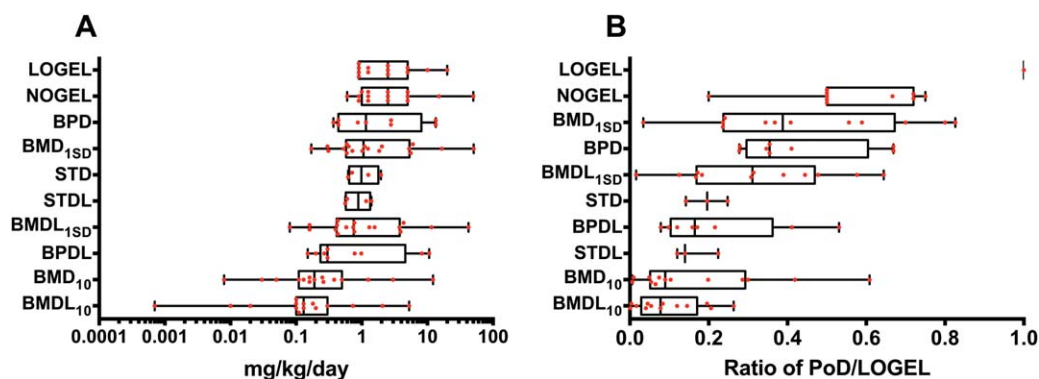 A
LOGEL
NOGEL
BPD
BMD1SD
STD
STDL
BMDL1SD
BPDL
BMD10
BMDL10
0.0001 0.001 0.01 0.1 1 10 100
mg/kg/day
B
LOGEL
NOGEL
BMD1SD
BPD
BMDL1SD
STD
BPDL
STDL
BMD10
BMDL10
0.0 0.2 0.4 0.6 0.8 1.0
Ratio of PoD/LOGEL